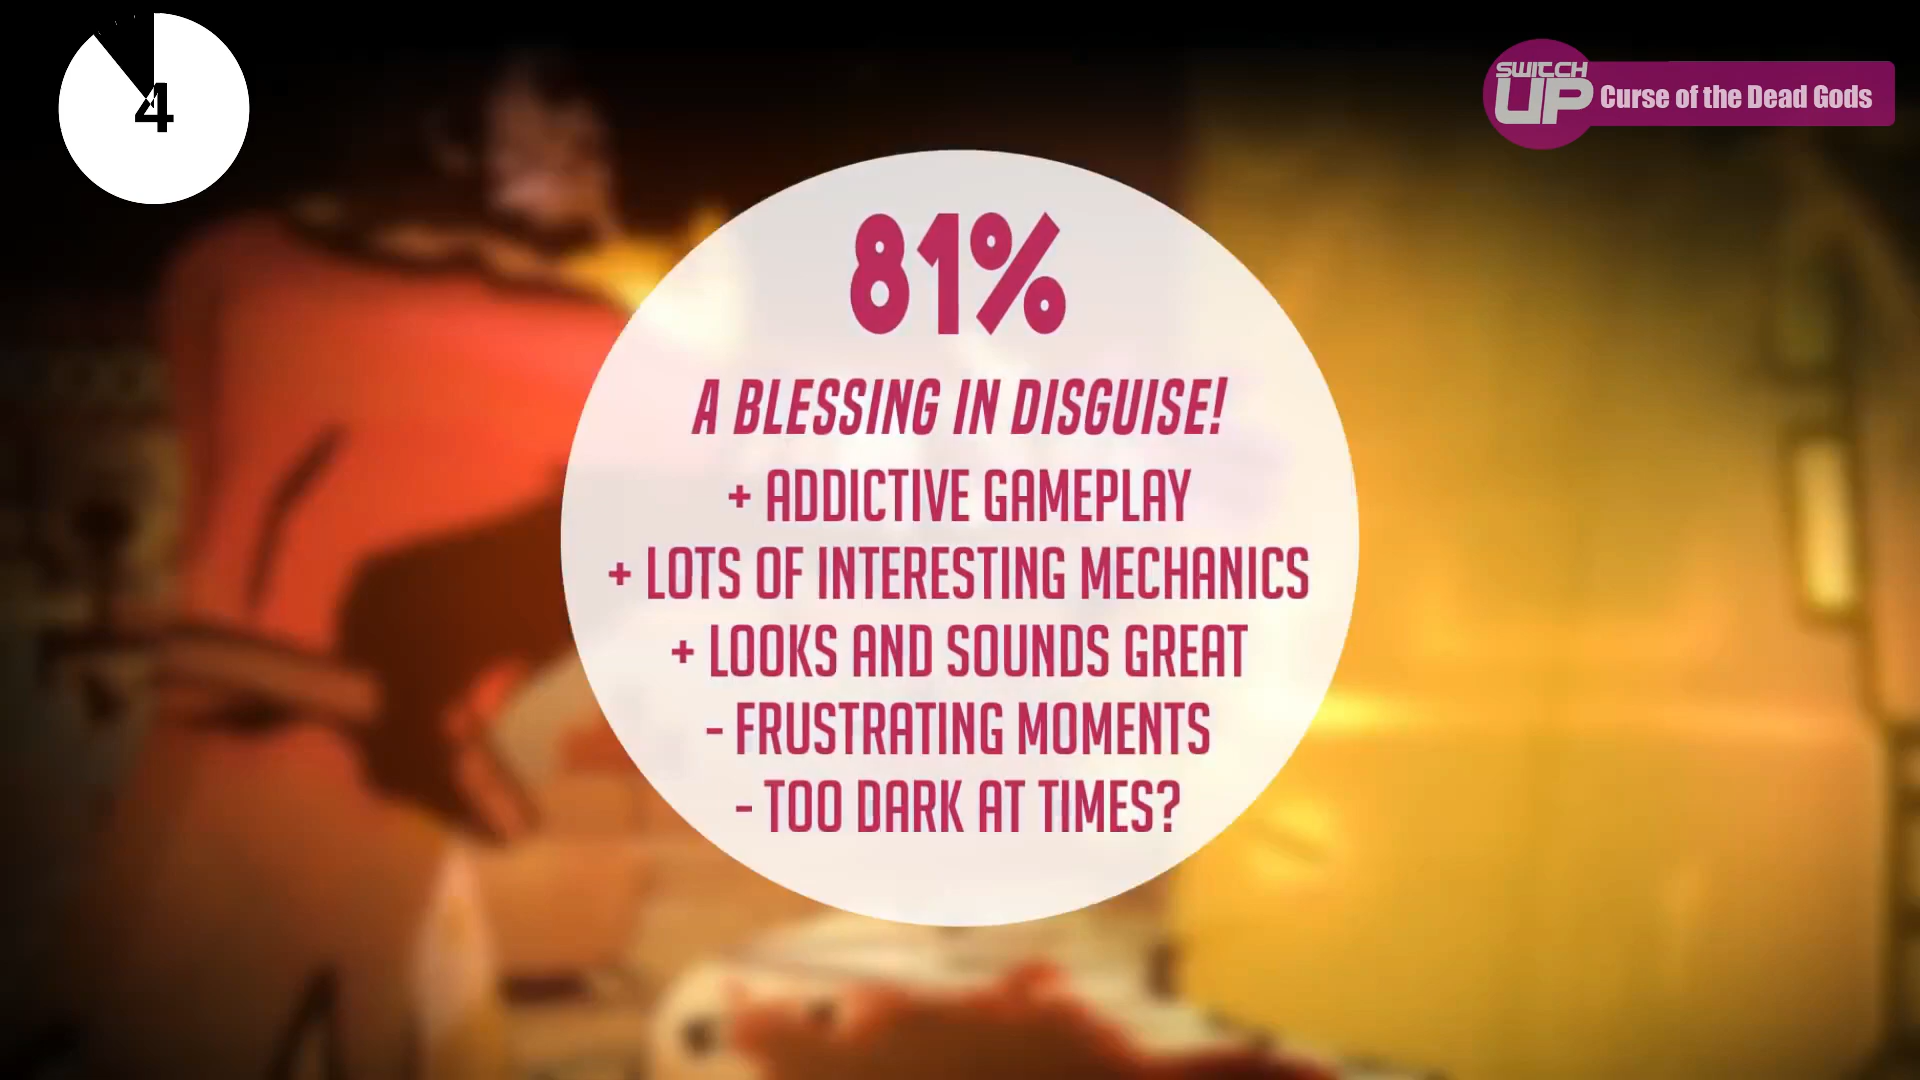 4
SWITCH
UP
Curse of the Dead Gods
81%
A BLESSING IN DISGUISE!
+ ADDICTIVE GAMEPLAY
+ LOTS OF INTERESTING MECHANICS
+ LOOKS AND SOUNDS GREAT
- FRUSTRATING MOMENTS
- TOO DARK AT TIMES?